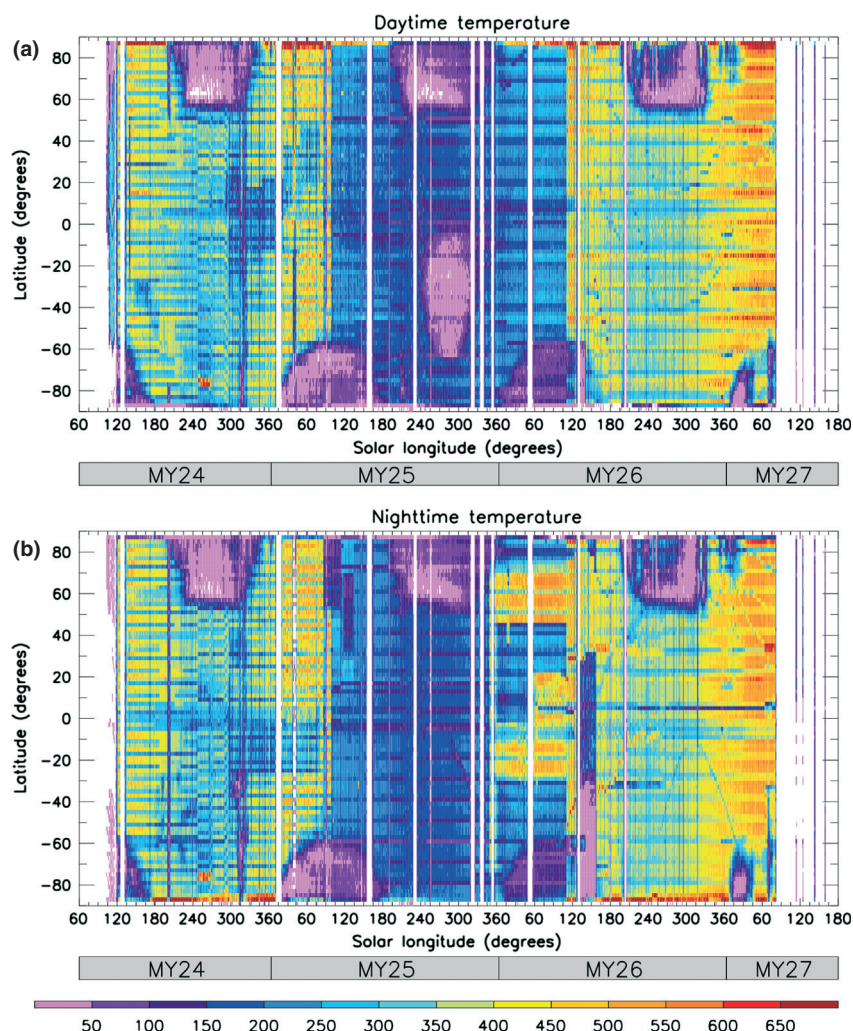 Daytime temperature
(a)
80
60
40
20
0
−20
−40
−60
−80
Latitude (degrees)
60 120 180 240 300 360 60 120 180 240 300 360 60 120 180 240 300 360 60 120 180
Solar longitude (degrees)
MY24 MY25 MY26 MY27
Nighttime temperature
(b)
80
60
40
20
0
−20
−40
−60
−80
Latitude (degrees)
60 120 180 240 300 360 60 120 180 240 300 360 60 120 180 240 300 360 60 120 180
Solar longitude (degrees)
MY24 MY25 MY26 MY27
50 100 150 200 250 300 350 400 450 500 550 600 650